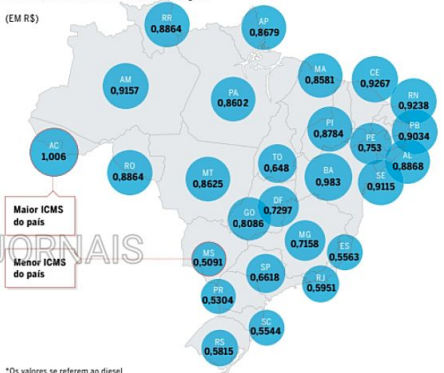 (EM R$)
RR
0,8864
AP
0,8679
AM
0,9157
PA
0,8602
MA
0,8581
CE
0,9267
RN
0,9238
PB
0,9034
PI
0,8784
PE
0,753
AL
0,8868
SE
0,9115
AC
1,006
RO
0,8864
MT
0,8625
TO
0,648
BA
0,983
DF
0,7297
GO
0,8086
Maior ICMS
do país
JORNAIS
MG
0,7158
ES
0,5563
Menor ICMS
do país
MS
0,5091
SP
0,6618
RJ
0,5951
PR
0,5304
SC
0,5544
RS
0,5815
*Os valores se referem ao diesel